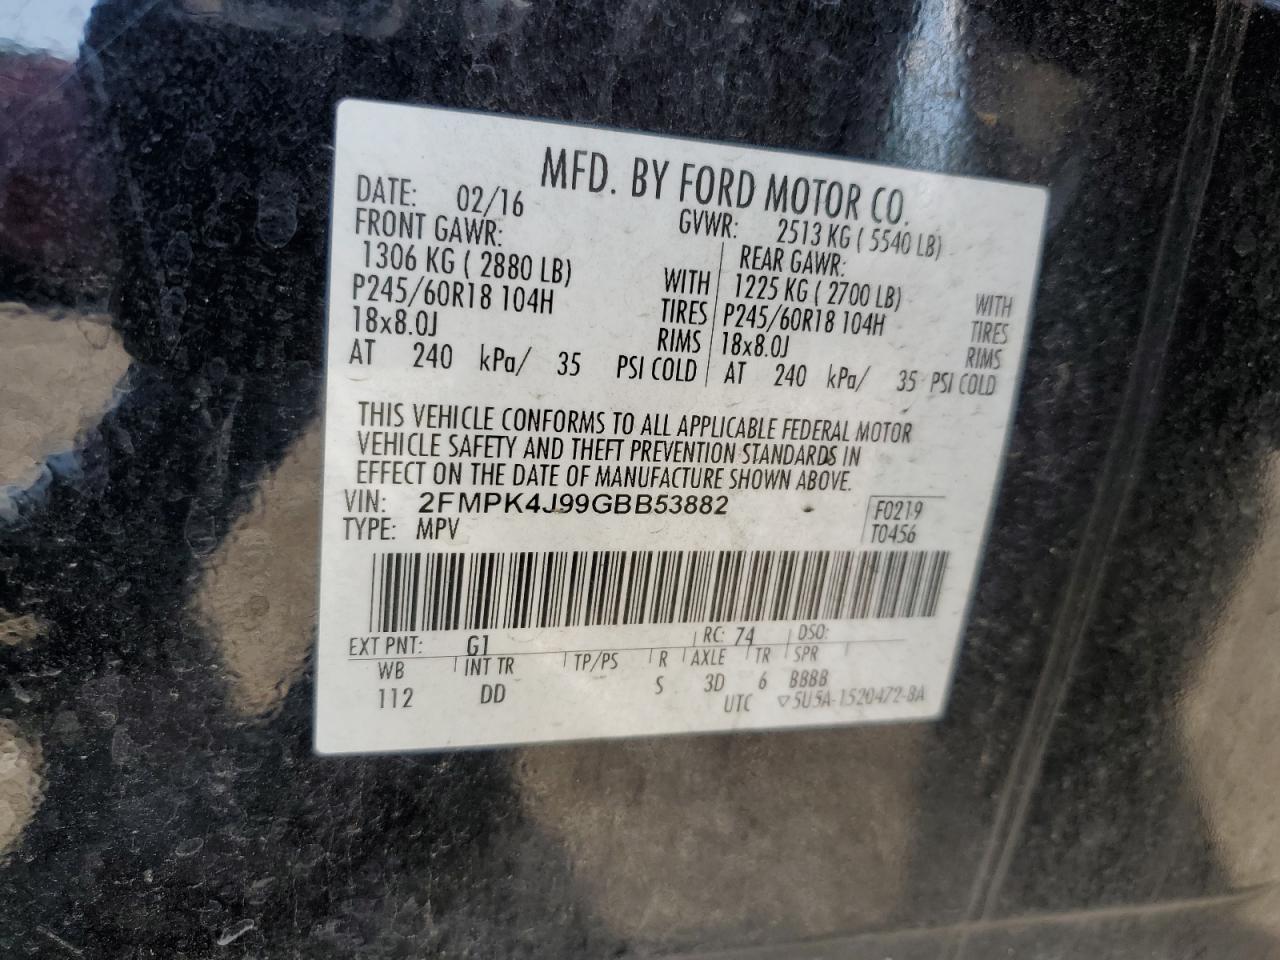 MFD. BY FORD MOTOR CO.
DATE: 02/16 GVWR: 2513 KG ( 5540 LB)
FRONT GAWR: REAR GAWR:
1306 KG ( 2880 LB) WITH 1225 KG ( 2700 LB) WITH
P245/60R18 104H TIRES P245/60R18 104H TIRES
18x8.0J RIMS 18x8.0J RIMS
AT 240 kPa/ 35 PSI COLD AT 240 kPa/ 35 PSI COLD
THIS VEHICLE CONFORMS TO ALL APPLICABLE FEDERAL MOTOR
VEHICLE SAFETY AND THEFT PREVENTION STANDARDS IN
EFFECT ON THE DATE OF MANUFACTURE SHOWN ABOVE.
VIN: 2FMPK4J99GBB53882 F0219
TYPE: MPV T0456
EXT PNT: G1 RC: 74 DSO:
WB INT TR TP/PS R AXLE TR SPR
112 DD S 3D 6 BBBB
UTC ▽5U5A-1520472-BA